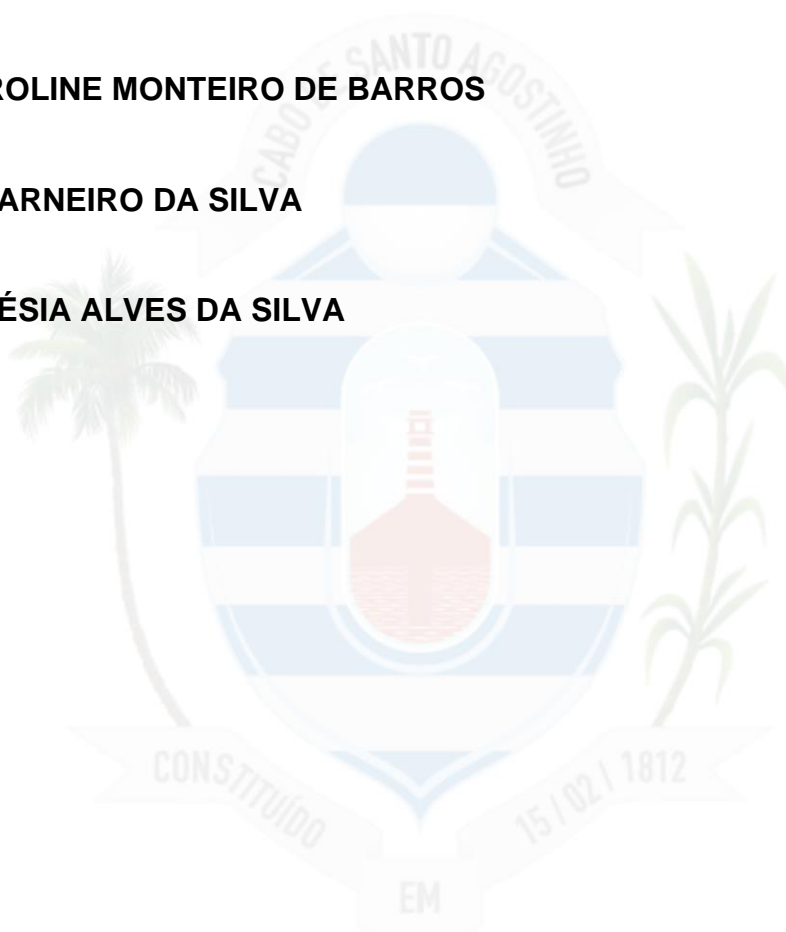 ROLINE MONTEIRO DE BARROS
ARNEIRO DA SILVA
ÉSIA ALVES DA SILVA
CABO DE SANTO AGOSTINHO
CONSTITUÍDO
EM
15 / 02 / 1812